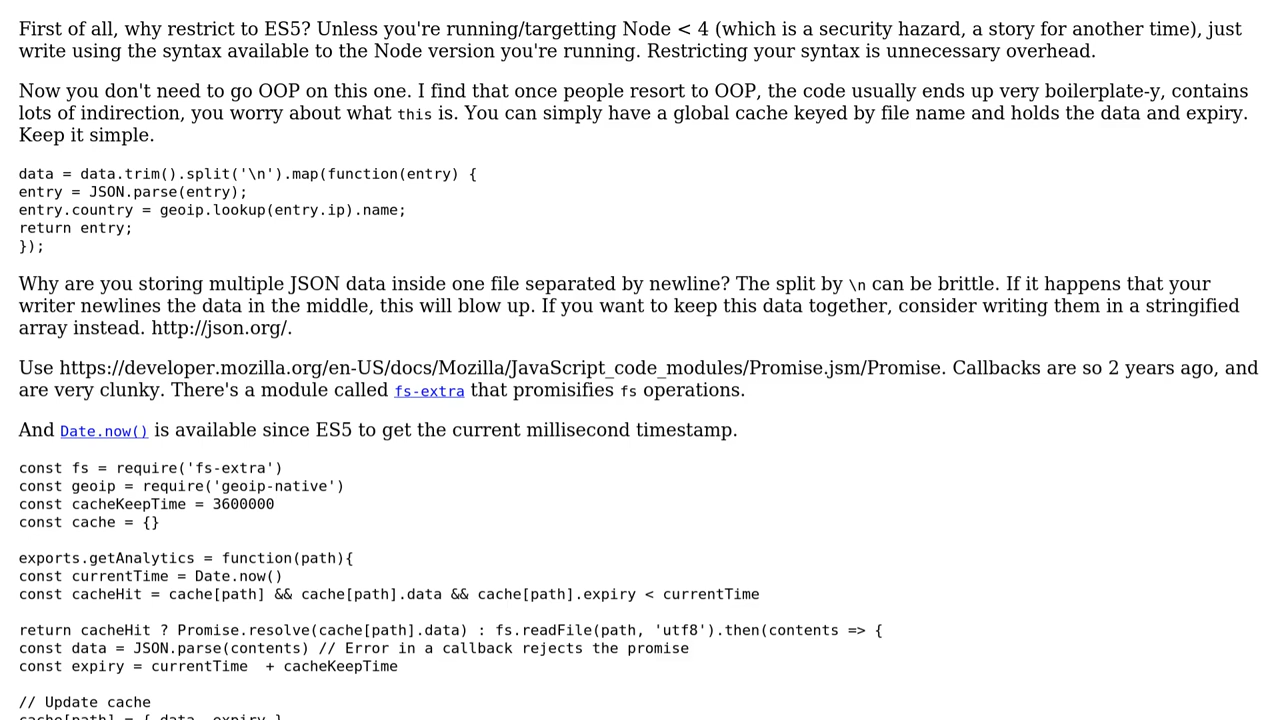 First of all, why restrict to ES5? Unless you're running/targetting Node < 4 (which is a security hazard, a story for another time), just
write using the syntax available to the Node version you're running. Restricting your syntax is unnecessary overhead.
Now you don't need to go OOP on this one. I find that once people resort to OOP, the code usually ends up very boilerplate-y, contains
lots of indirection, you worry about what this is. You can simply have a global cache keyed by file name and holds the data and expiry.
Keep it simple.
data = data.trim().split('\n').map(function(entry) {
entry = JSON.parse(entry);
entry.country = geoip.lookup(entry.ip).name;
return entry;
});
Why are you storing multiple JSON data inside one file separated by newline? The split by \n can be brittle. If it happens that your
writer newlines the data in the middle, this will blow up. If you want to keep this data together, consider writing them in a stringified
array instead. http://json.org/.
Use https://developer.mozilla.org/en-US/docs/Mozilla/JavaScript_code_modules/Promise.jsm/Promise. Callbacks are so 2 years ago, and
are very clunky. There's a module called fs-extra that promisifies fs operations.
And Date.now() is available since ES5 to get the current millisecond timestamp.
const fs = require('fs-extra')
const geoip = require('geoip-native')
const cacheKeepTime = 3600000
const cache = {}
exports.getAnalytics = function(path){
const currentTime = Date.now()
const cacheHit = cache[path] && cache[path].data && cache[path].expiry < currentTime
return cacheHit ? Promise.resolve(cache[path].data) : fs.readFile(path, 'utf8').then(contents => {
const data = JSON.parse(contents) // Error in a callback rejects the promise
const expiry = currentTime  + cacheKeepTime
// Update cache
cache[path] = { data, expiry }